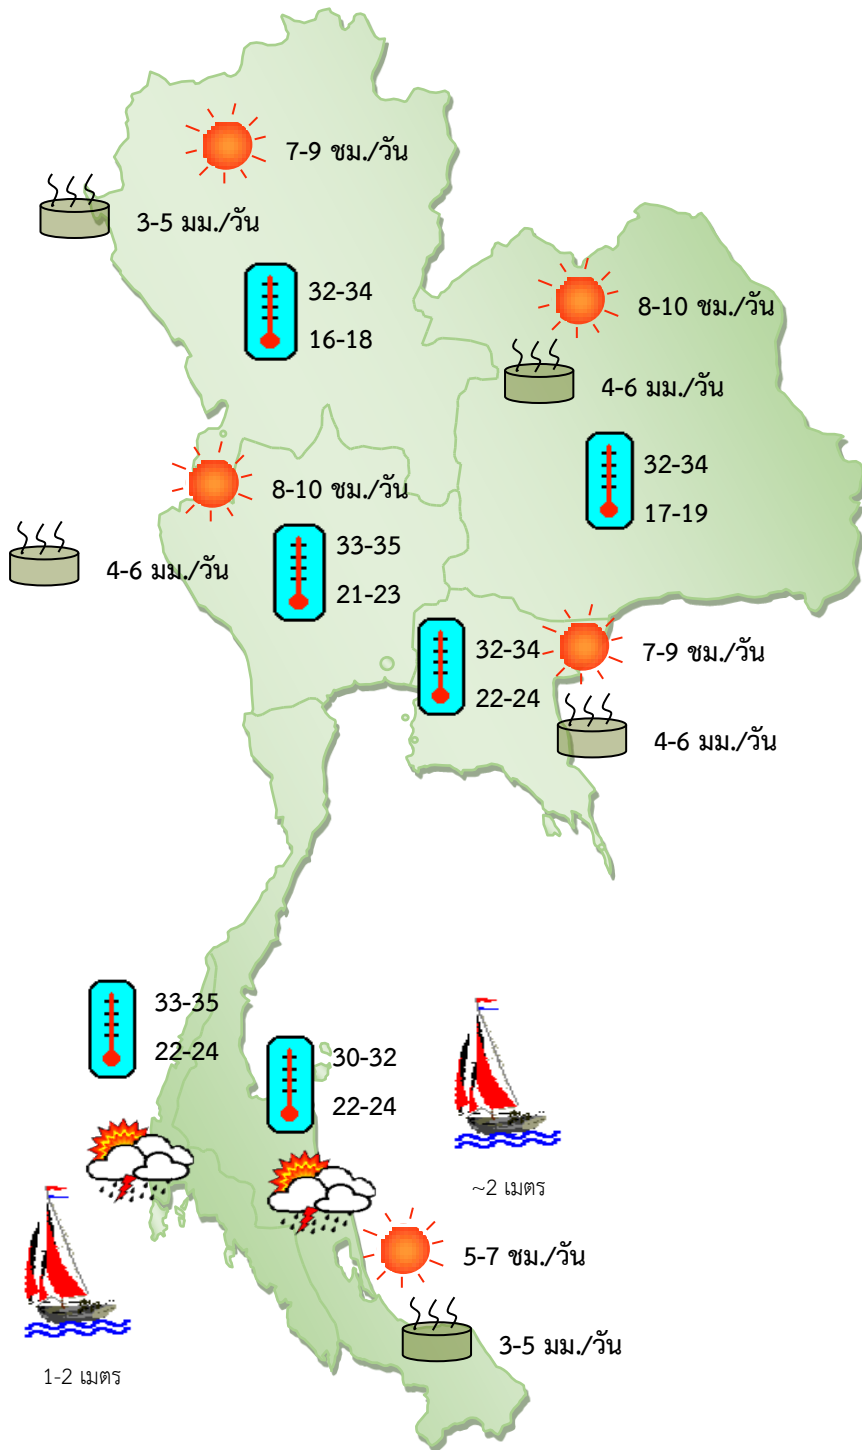 7-9 ชม./วัน
3-5 มม./วัน
32-34
16-18
8-10 ชม./วัน
4-6 มม./วัน
32-34
17-19
8-10 ชม./วัน
33-35
4-6 มม./วัน
21-23
32-34
7-9 ชม./วัน
22-24
4-6 มม./วัน
33-35
22-24
30-32
22-24
~2 เมตร
5-7 ชม./วัน
3-5 มม./วัน
1-2 เมตร